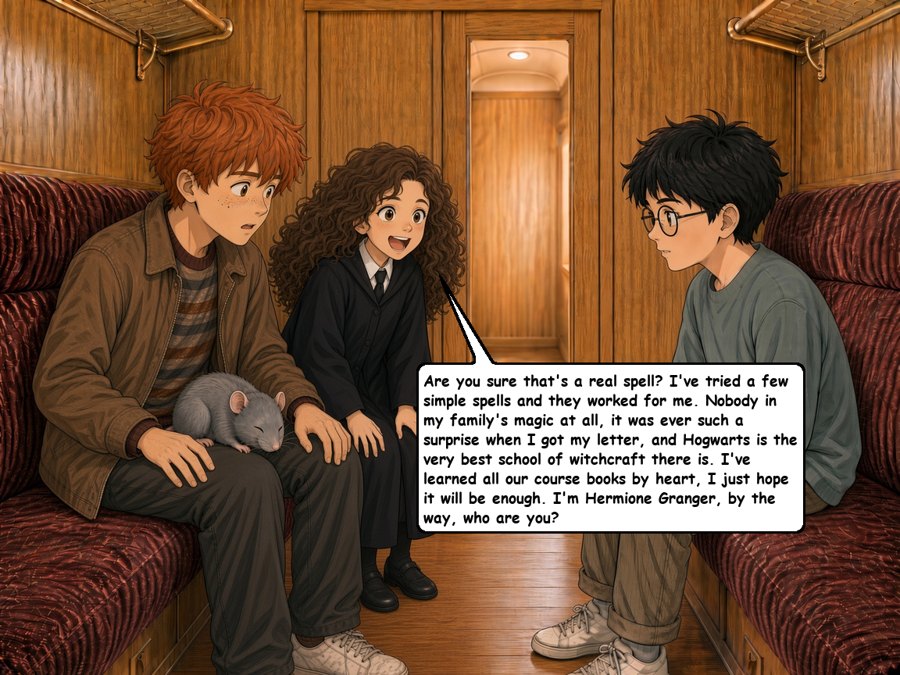 Are you sure that's a real spell? I've tried a few
simple spells and they worked for me. Nobody in
my family's magic at all, it was ever such a
surprise when I got my letter, and Hogwarts is the
very best school of witchcraft there is. I've
learned all our course books by heart, I just hope
it will be enough. I'm Hermione Granger, by the
way, who are you?